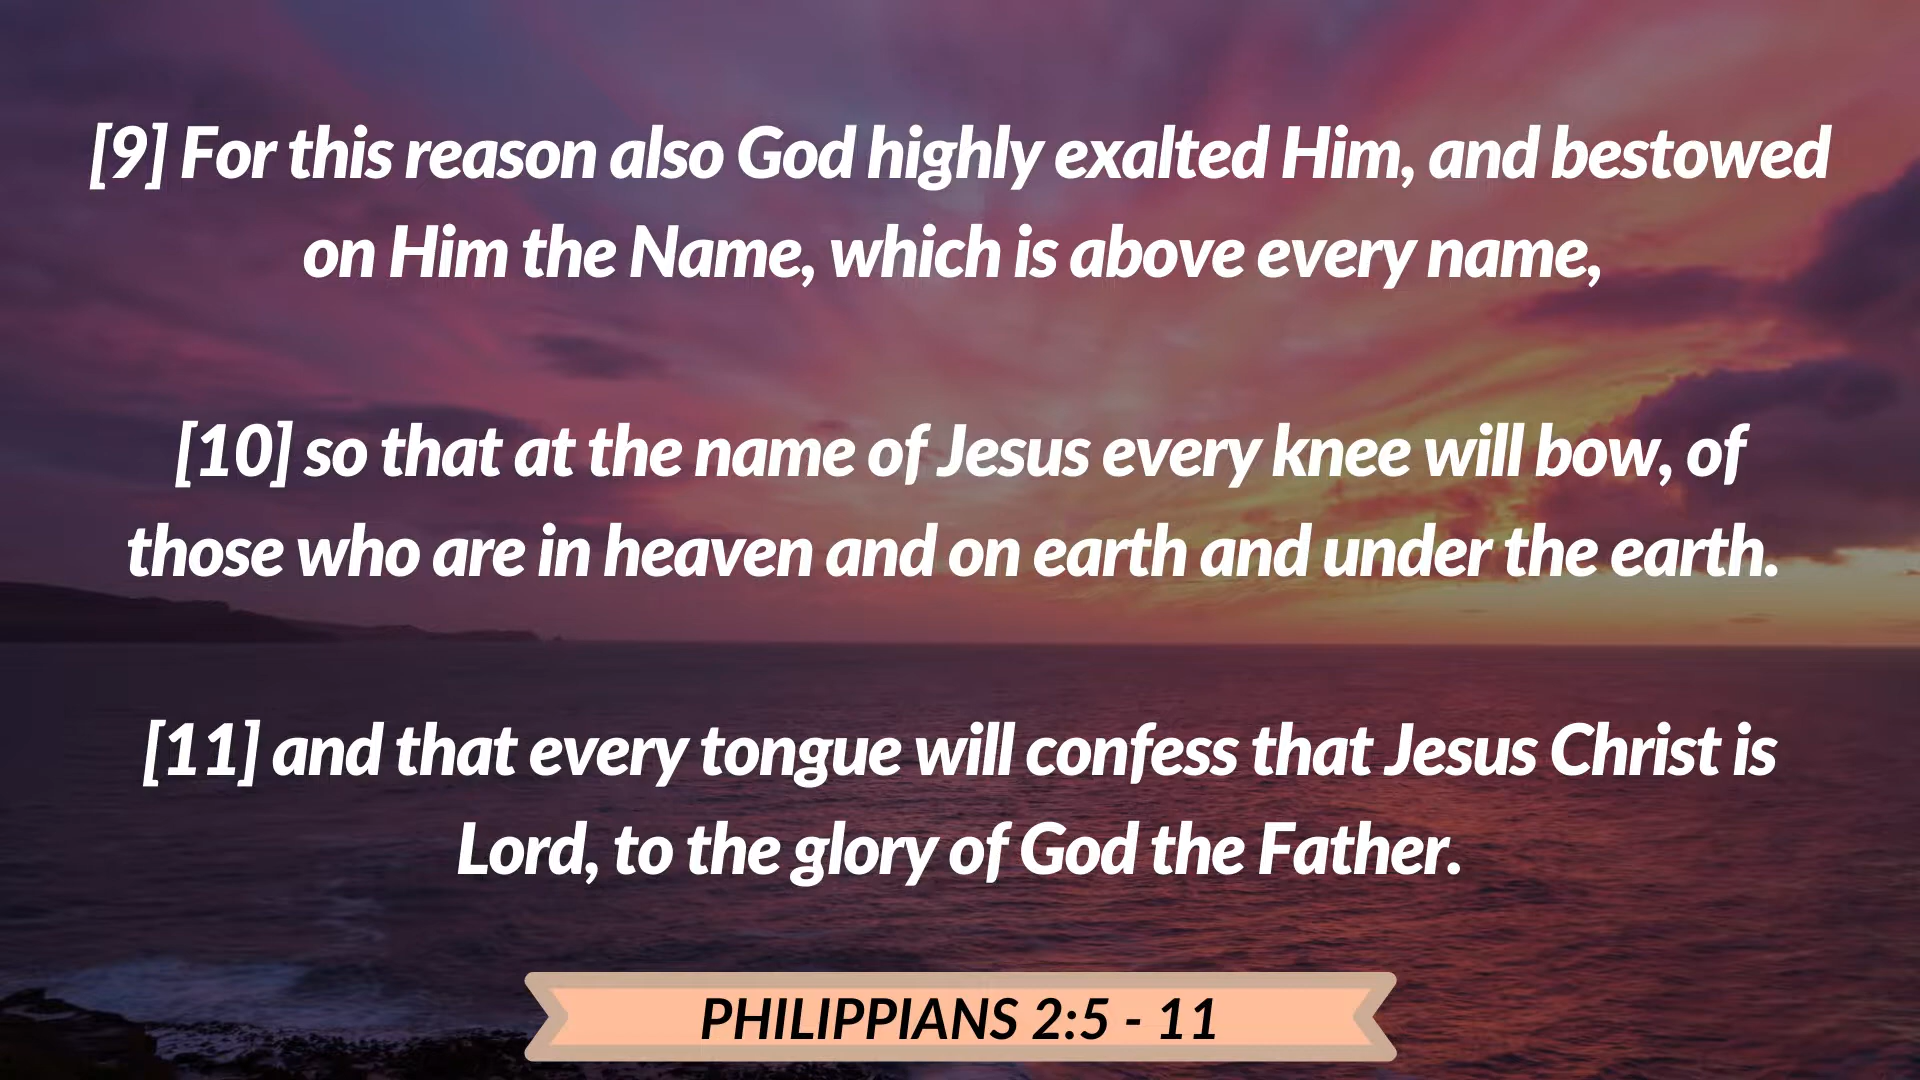 [9] For this reason also God highly exalted Him, and bestowed
on Him the Name, which is above every name,
[10] so that at the name of Jesus every knee will bow, of
those who are in heaven and on earth and under the earth.
[11] and that every tongue will confess that Jesus Christ is
Lord, to the glory of God the Father.
PHILIPPIANS 2:5 - 11